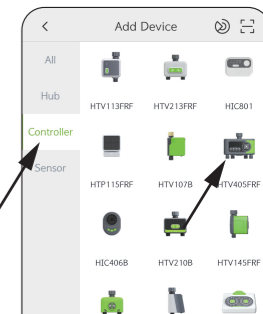 Add Device
All
Hub
Controller
Sensor
HTV113FRF HTV213FRF HIC801
HTP115FRF HTV107B HTV405FRF
HIC406B HTV210B HTV145FRF